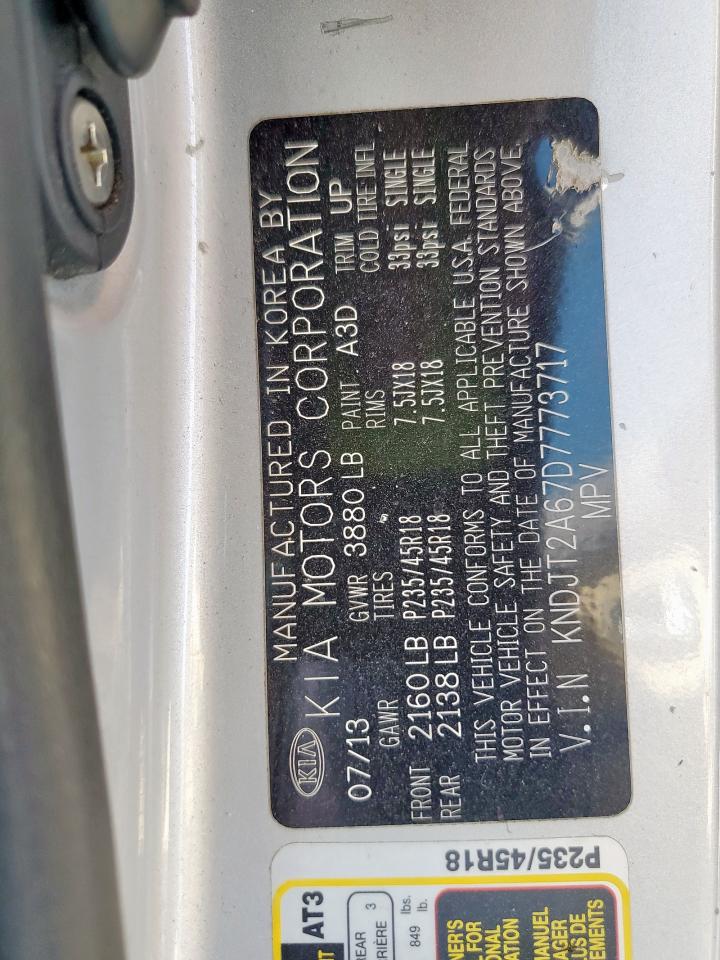 MANUFACTURED IN KOREA BY
KIA KIA MOTORS CORPORATION
07/13 GVWR 3880 LB PAINT A3D TRIM UP
GAWR TIRES RIMS COLD TIRE INFL
FRONT 2160 LB P235/45R18 7.5JX18 33psi SINGLE
REAR 2138 LB P235/45R18 7.5JX18 33psi SINGLE
THIS VEHICLE CONFORMS TO ALL APPLICABLE U.S.A. FEDERAL
MOTOR VEHICLE SAFETY AND THEFT PREVENTION STANDARDS
IN EFFECT ON THE DATE OF MANUFACTURE SHOWN ABOVE.
V.I.N KNDJT2A67D7773717
MPV
P235/45R18
AT3
REAR
3
849 lbs.
lb.